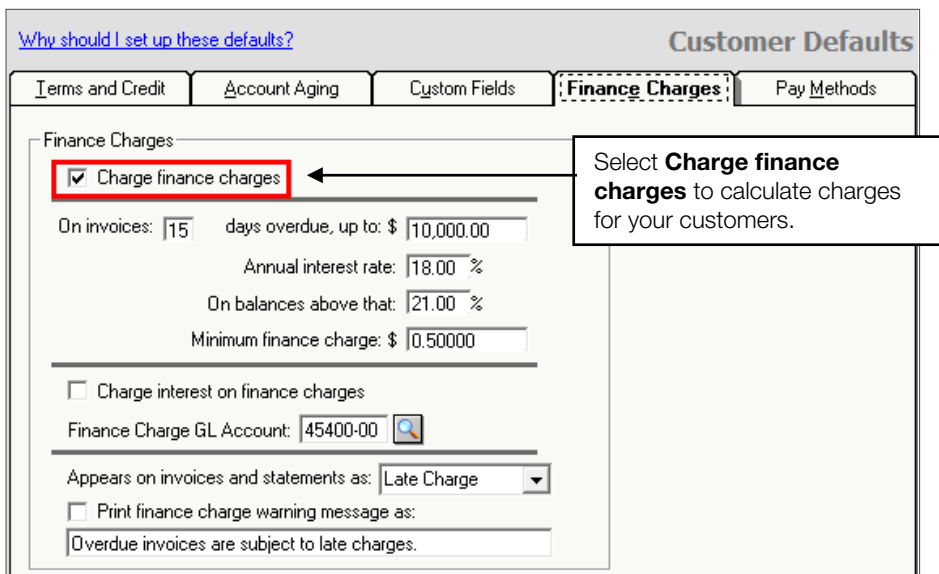 Why should I set up these defaults?
Customer Defaults
Terms and Credit
Account Aging
Custom Fields
Finance Charges
Pay Methods
Finance Charges
Charge finance charges
Select Charge finance
charges to calculate charges
for your customers.
On invoices: 15 days overdue, up to: $ 10,000.00
Annual interest rate: 18.00 %
On balances above that: 21.00 %
Minimum finance charge: $ 0.50000
Charge interest on finance charges
Finance Charge GL Account: 45400-00
Appears on invoices and statements as: Late Charge
Print finance charge warning message as:
Overdue invoices are subject to late charges.